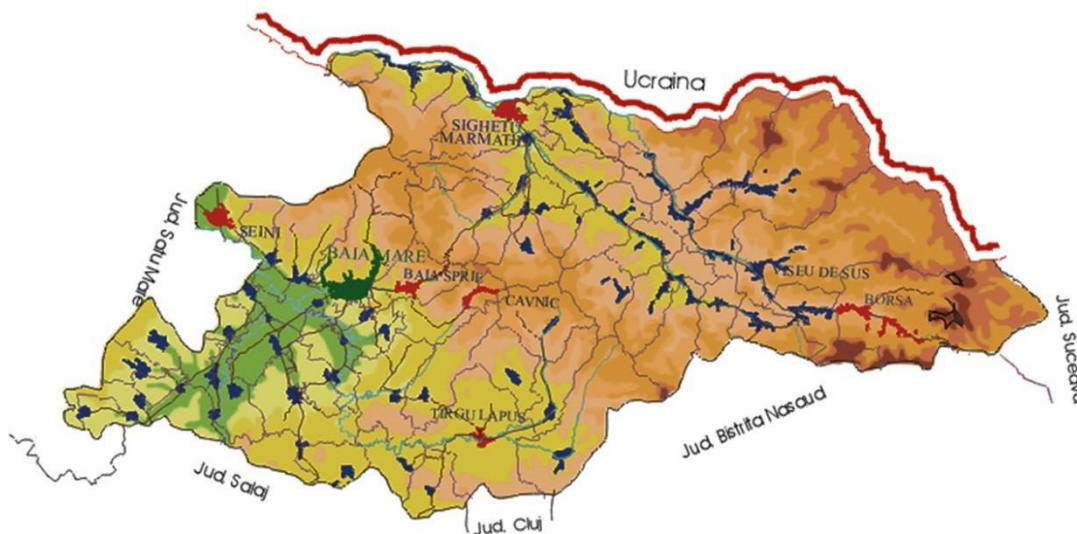 Ucraina
SIGHETU
MARMATIEI
Jud. Satu Mare
SEINI
BAIA MARE
BAIA SPRIE
CAVNIC
VISEU DE SUS
BORSA
Jud. Suceava
TIRGU LAPUS
Jud. Bistrita Nasaud
Jud. Salaj
Jud. Cluj